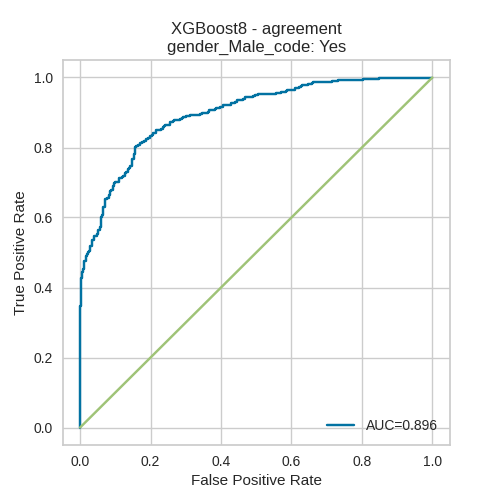 XGBoost8 - agreement
gender_Male_code: Yes
1.0
0.8
0.6
0.4
0.2
0.0
True Positive Rate
AUC=0.896
0.0 0.2 0.4 0.6 0.8 1.0
False Positive Rate